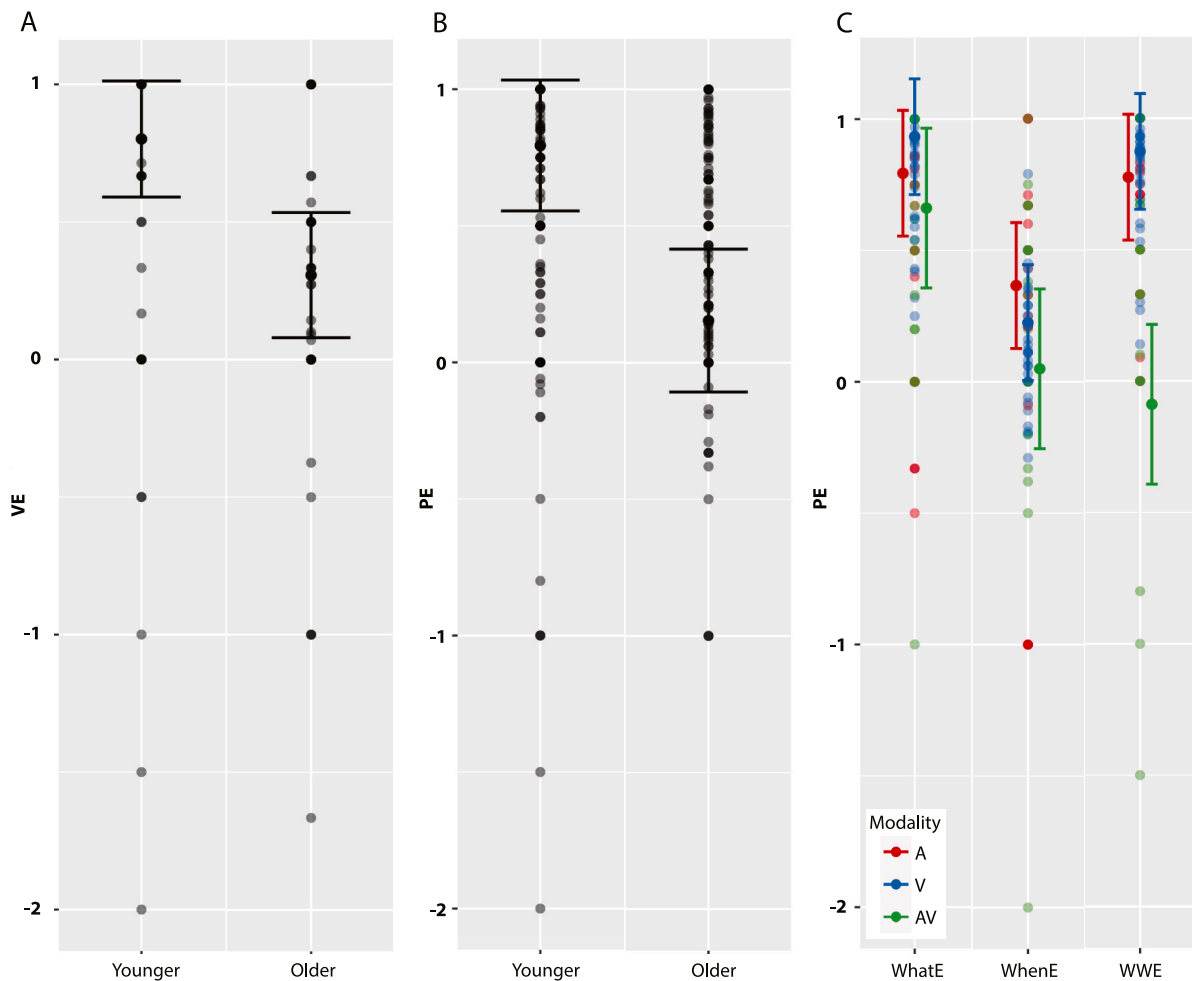 A
VE
1
0
-1
-2
Younger Older
B
PE
1
0
-1
-2
Younger Older
C
PE
1
0
-1
-2
Modality
A
V
AV
WhatE WhenE WWE